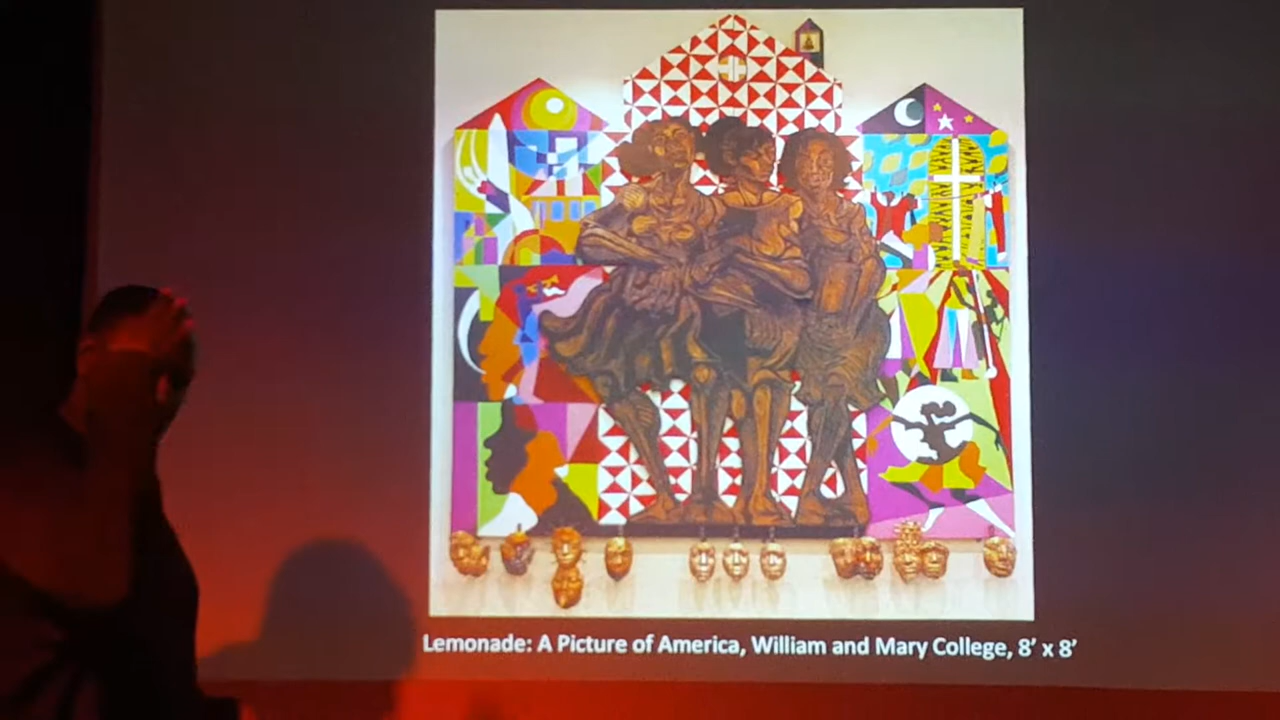 Lemonade: A Picture of America, William and Mary College, 8’ x 8’